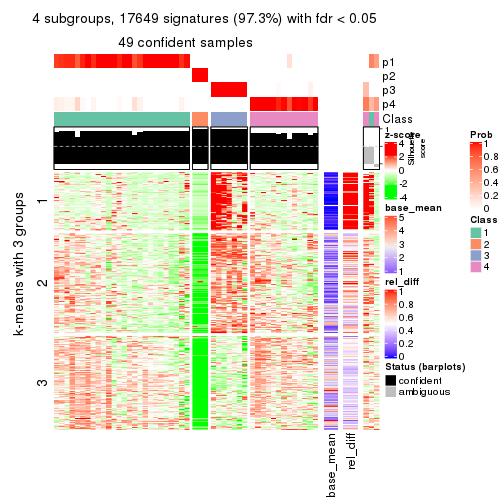 4 subgroups, 17649 signatures (97.3%) with fdr < 0.05
49 confident samples
p1
p2
p3
p4
Class
1
Silhouette
score
k-means with 3 groups
1
2
3
base_mean
rel_diff
z-score
4
2
0
-2
-4
base_mean
5
4
3
2
1
rel_diff
1
0.8
0.6
0.4
0.2
0
Status (barplots)
confident
ambiguous
Prob
1
0.8
0.6
0.4
0.2
0
Class
1
2
3
4